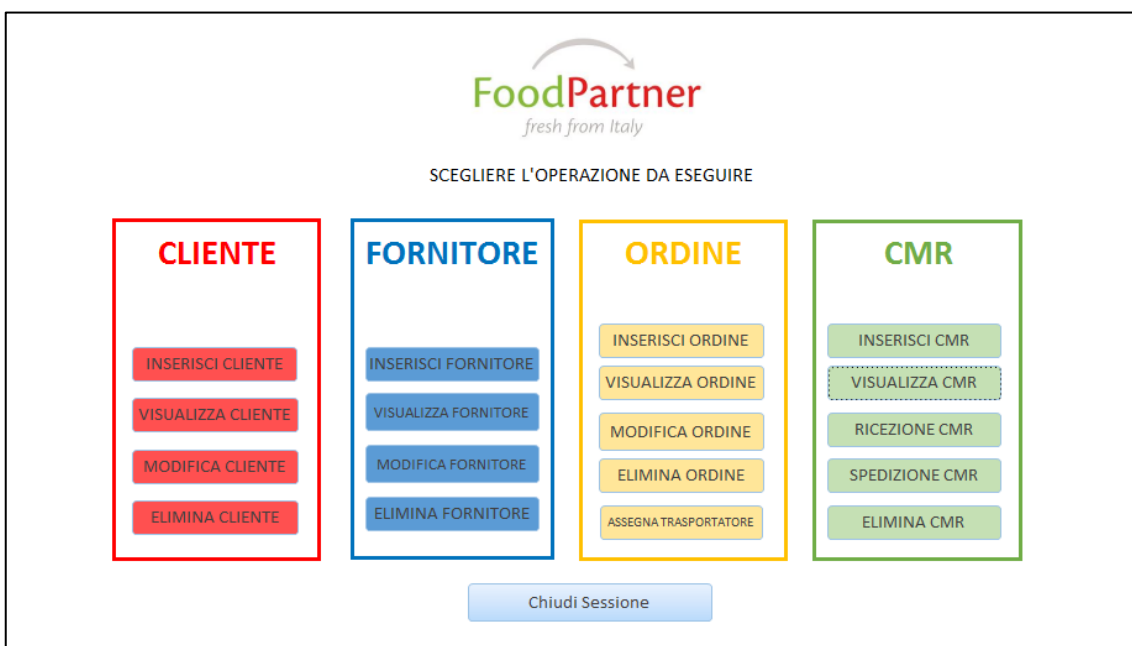 FoodPartner
fresh from Italy
SCEGLIERE L'OPERAZIONE DA ESEGUIRE
CLIENTE
INSERISCI CLIENTE
VISUALIZZA CLIENTE
MODIFICA CLIENTE
ELIMINA CLIENTE
FORNITORE
INSERISCI FORNITORE
VISUALIZZA FORNITORE
MODIFICA FORNITORE
ELIMINA FORNITORE
ORDINE
INSERISCI ORDINE
VISUALIZZA ORDINE
MODIFICA ORDINE
ELIMINA ORDINE
ASSEGNA TRASPORTATORE
CMR
INSERISCI CMR
VISUALIZZA CMR
RICEZIONE CMR
SPEDIZIONE CMR
ELIMINA CMR
Chiudi Sessione